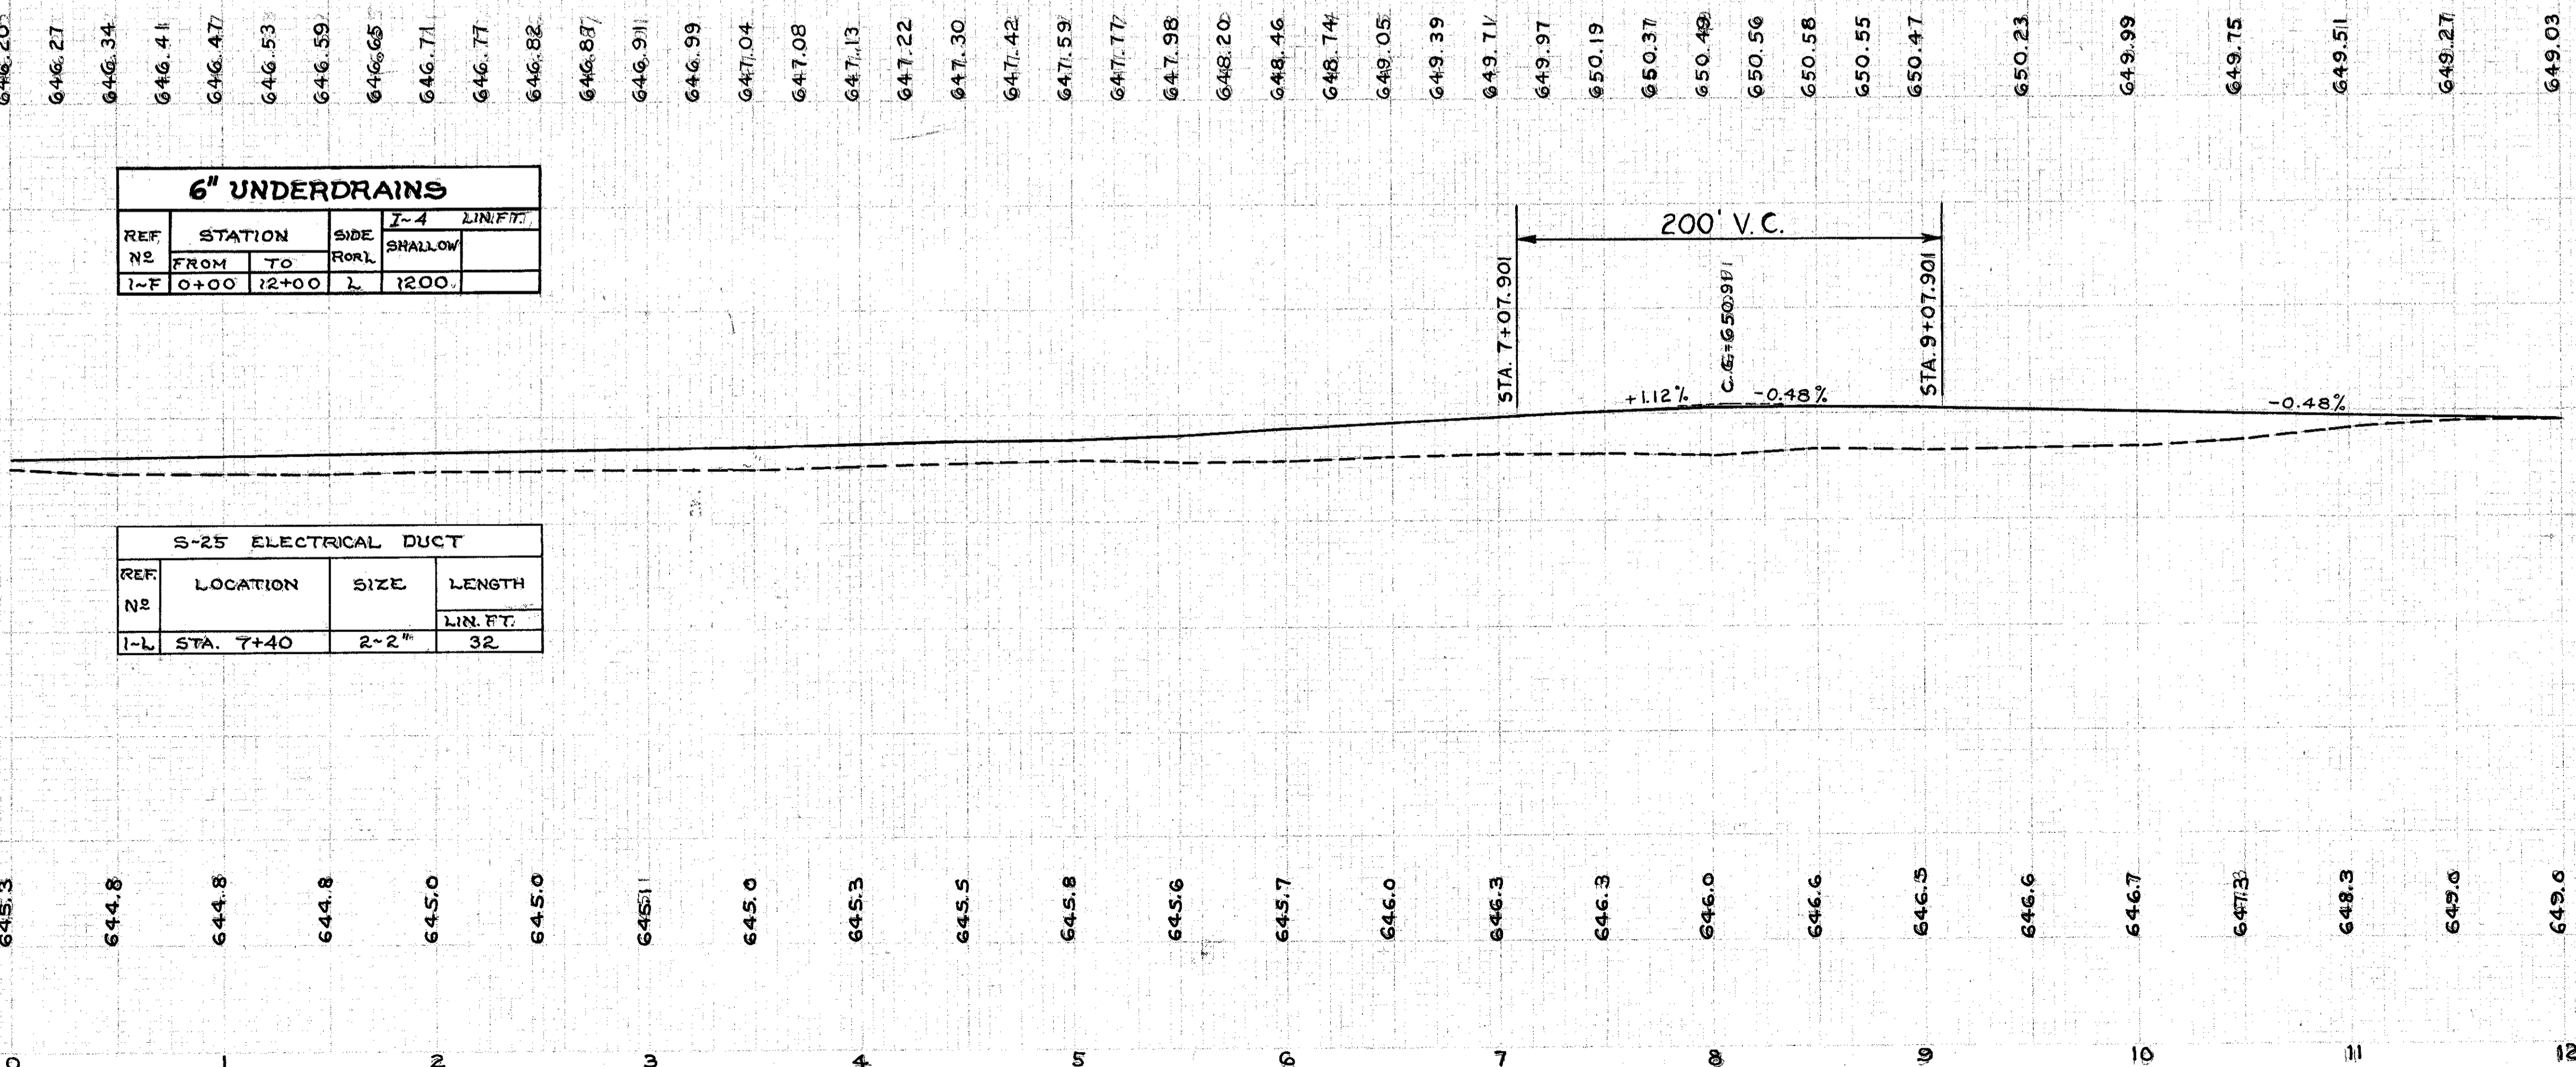 646.20 646.27 646.34 646.41 646.47 646.53 646.59 646.65 646.71 646.77 646.82 646.87 646.91 646.99 647.04 647.08 647.13 647.22 647.30 647.42 647.59 647.77 647.98 648.20 648.46 648.74 649.05 649.39 649.71 649.97 650.19 650.37 650.49 650.56 650.58 650.55 650.47 650.23 649.99 649.75 649.51 649.27 649.03
6" UNDERDRAINS
REF. Nº STATION SIDE RORL I~4 LIN.FT.
FROM TO SHALLOW
1~F 0+00 12+00 L 1200
200' V.C.
STA. 7+07.901
C.E=650.911
STA. 9+07.901
+1.12% -0.48% -0.48%
S~25 ELECTRICAL DUCT
REF. Nº LOCATION SIZE LENGTH
LIN. FT.
1~L STA. 7+40 2~2" 32
645.3 644.8 644.8 644.8 645.0 645.0 645.1 645.0 645.3 645.5 645.8 645.6 645.7 646.0 646.3 646.3 646.0 646.6 646.5 646.6 646.7 647.3 648.3 649.0 649.0
0 1 2 3 4 5 6 7 8 9 10 11 12